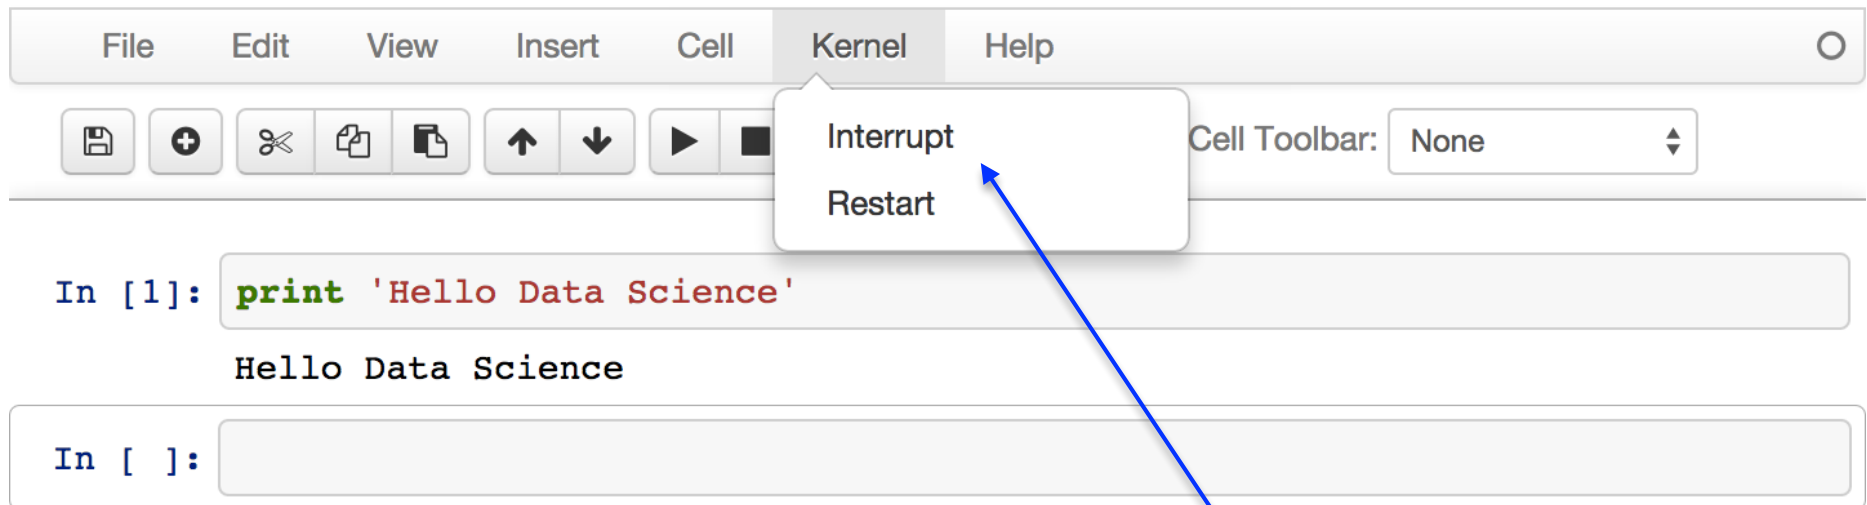 File Edit View Insert Cell Kernel Help
Interrupt
Cell Toolbar: None
Restart
In [1]: print 'Hello Data Science'
Hello Data Science
In [ ]: